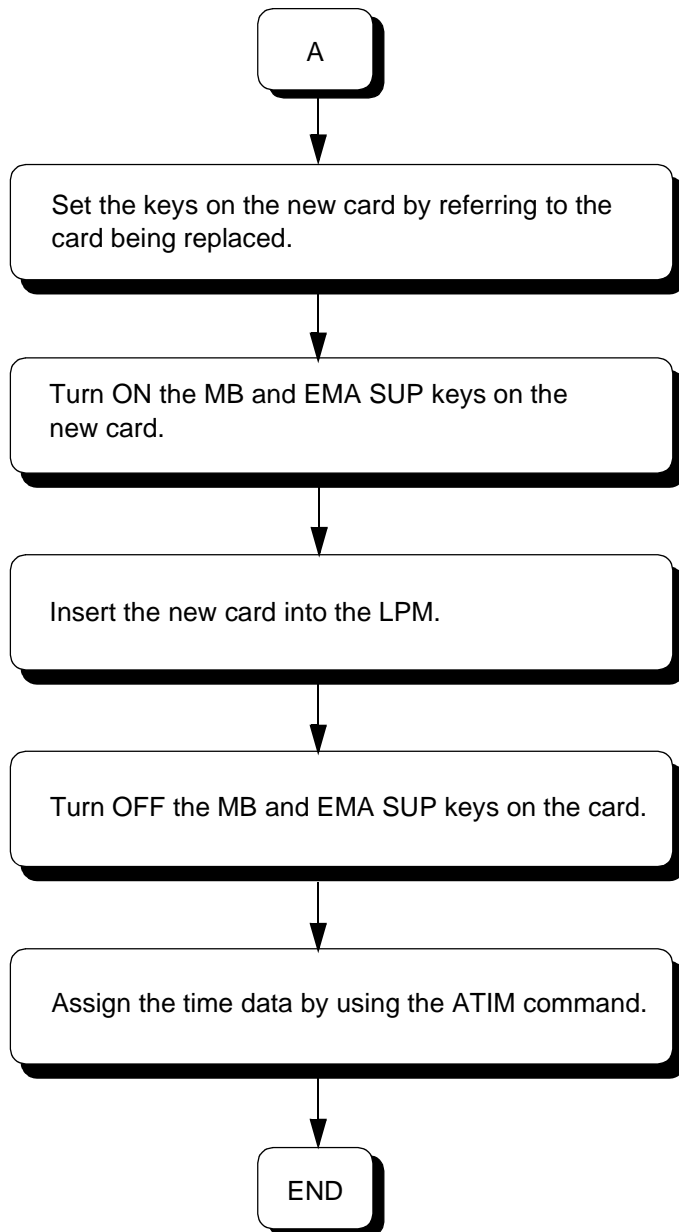 A
Set the keys on the new card by referring to the
card being replaced.
Turn ON the MB and EMA SUP keys on the
new card.
Insert the new card into the LPM.
Turn OFF the MB and EMA SUP keys on the card.
Assign the time data by using the ATIM command.
END